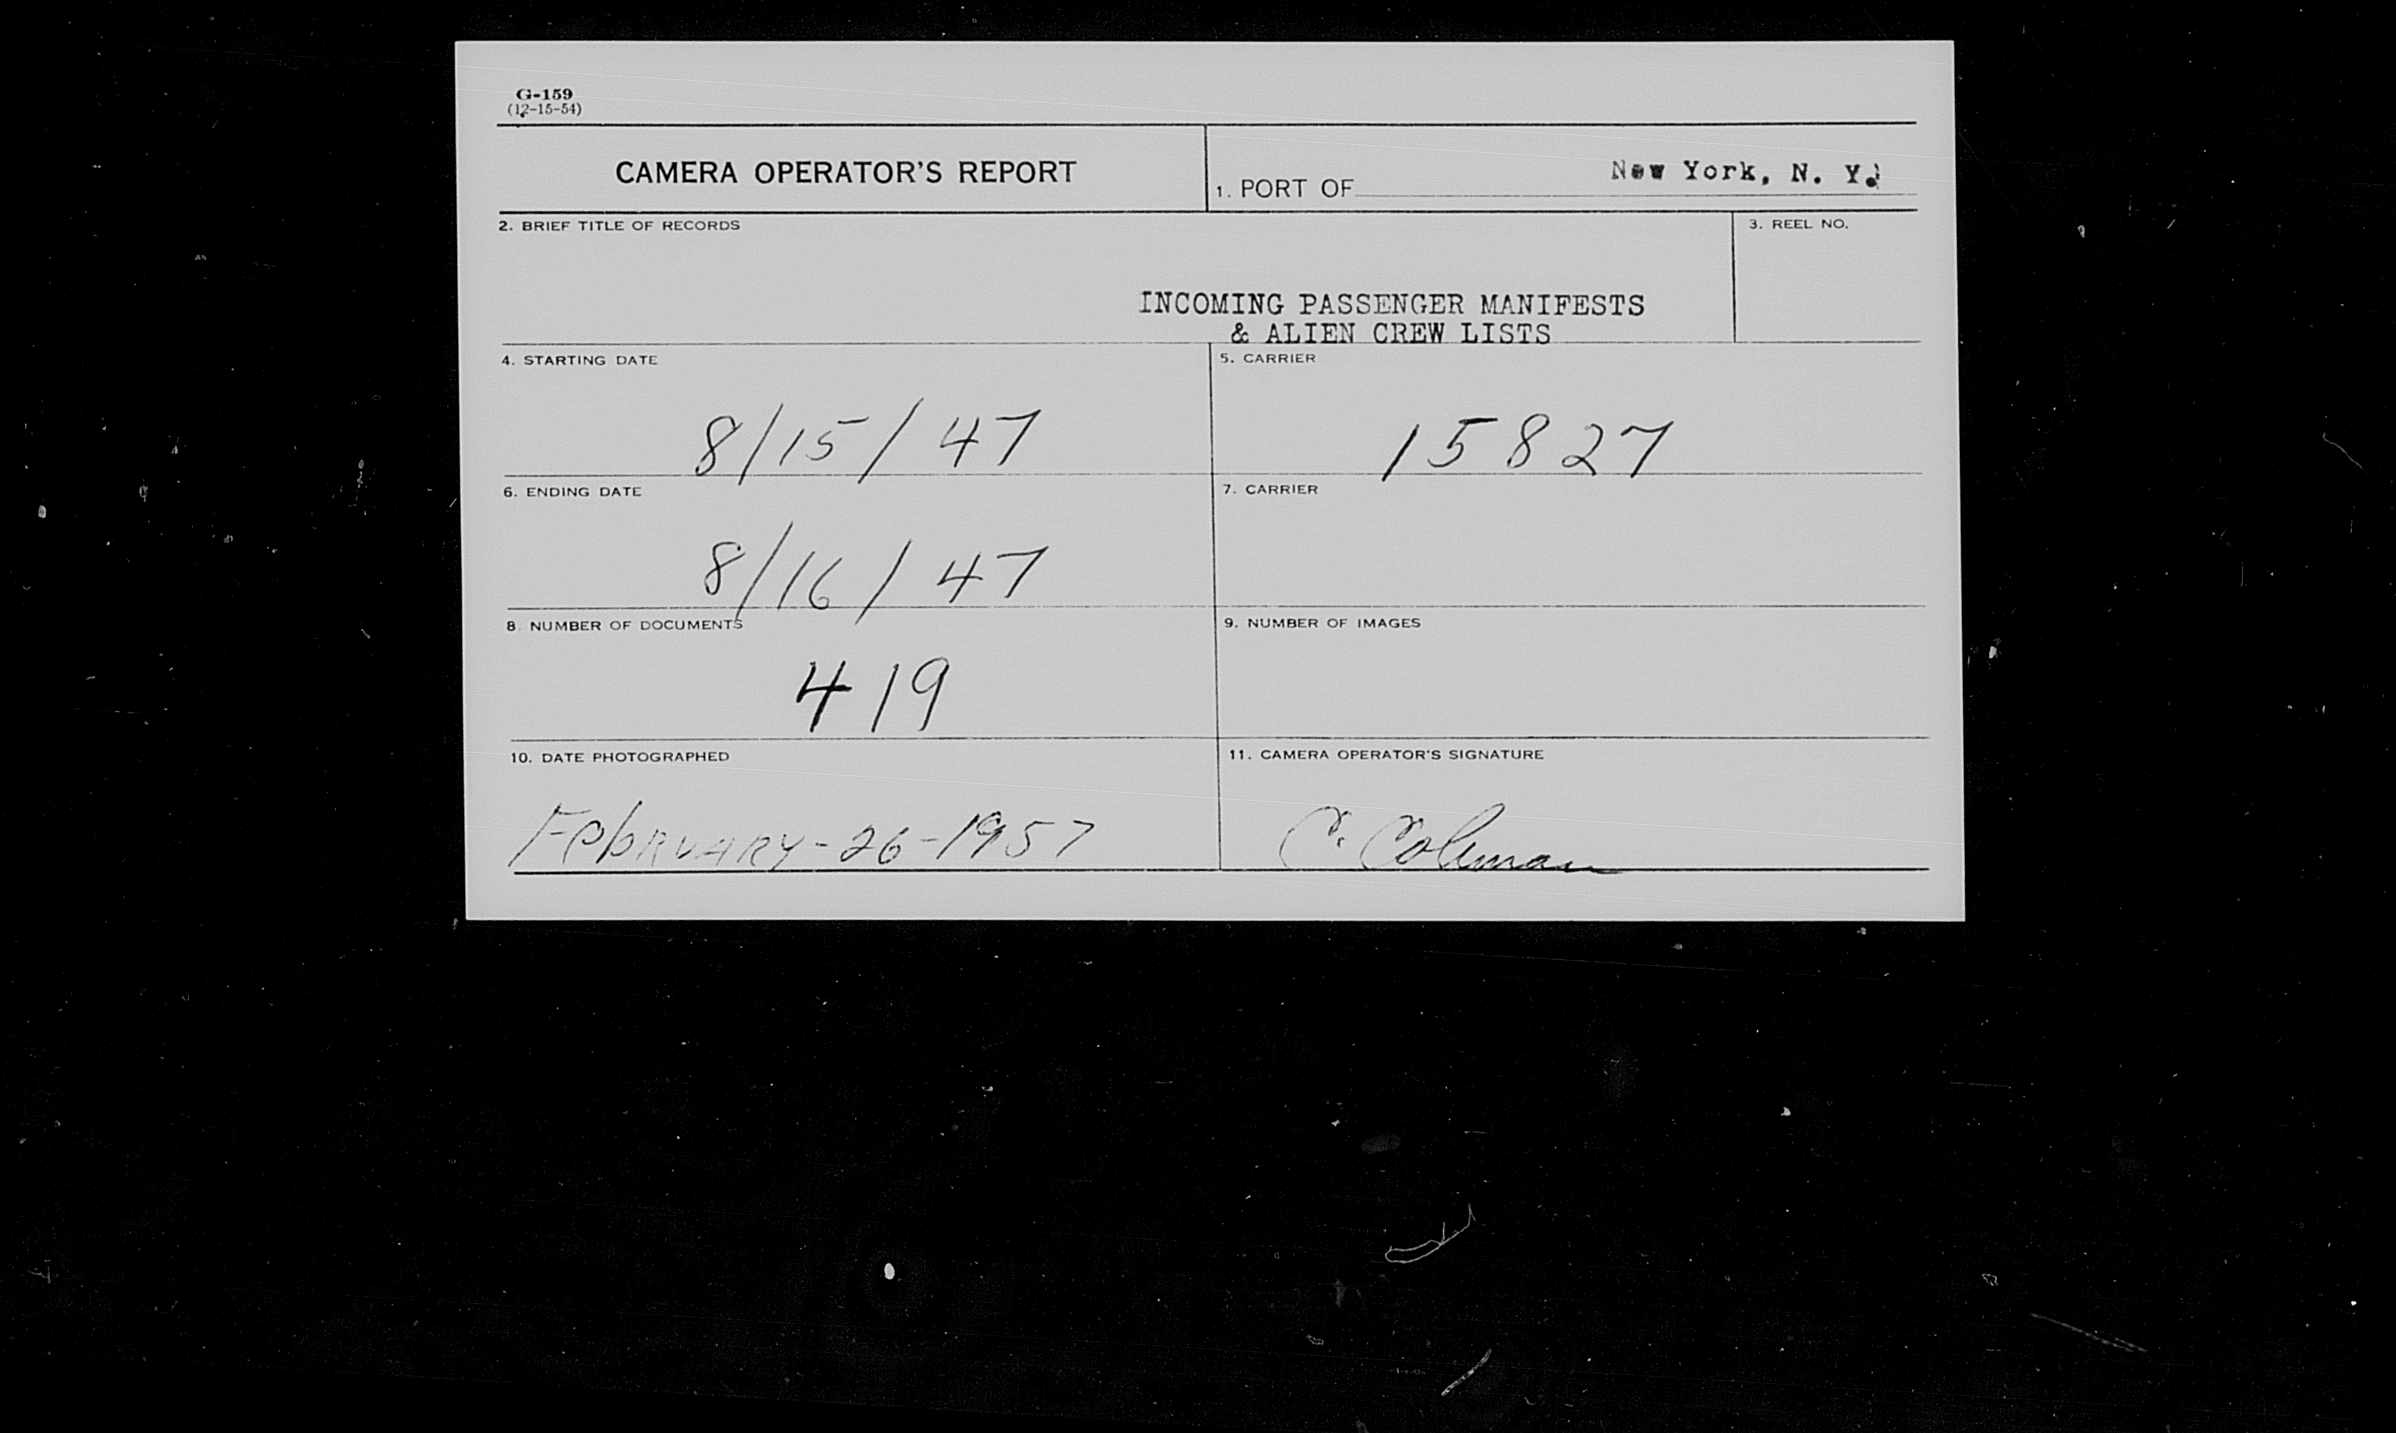 G-159
(12-15-54)
CAMERA OPERATOR'S REPORT
1. PORT OF New York, N. Y.
2. BRIEF TITLE OF RECORDS
3. REEL NO.
INCOMING PASSENGER MANIFESTS
& ALIEN CREW LISTS
4. STARTING DATE
5. CARRIER
8/15/47
15827
6. ENDING DATE
7. CARRIER
8/16/47
8. NUMBER OF DOCUMENTS
9. NUMBER OF IMAGES
419
10. DATE PHOTOGRAPHED
11. CAMERA OPERATOR'S SIGNATURE
February-26-1957
C. Coleman